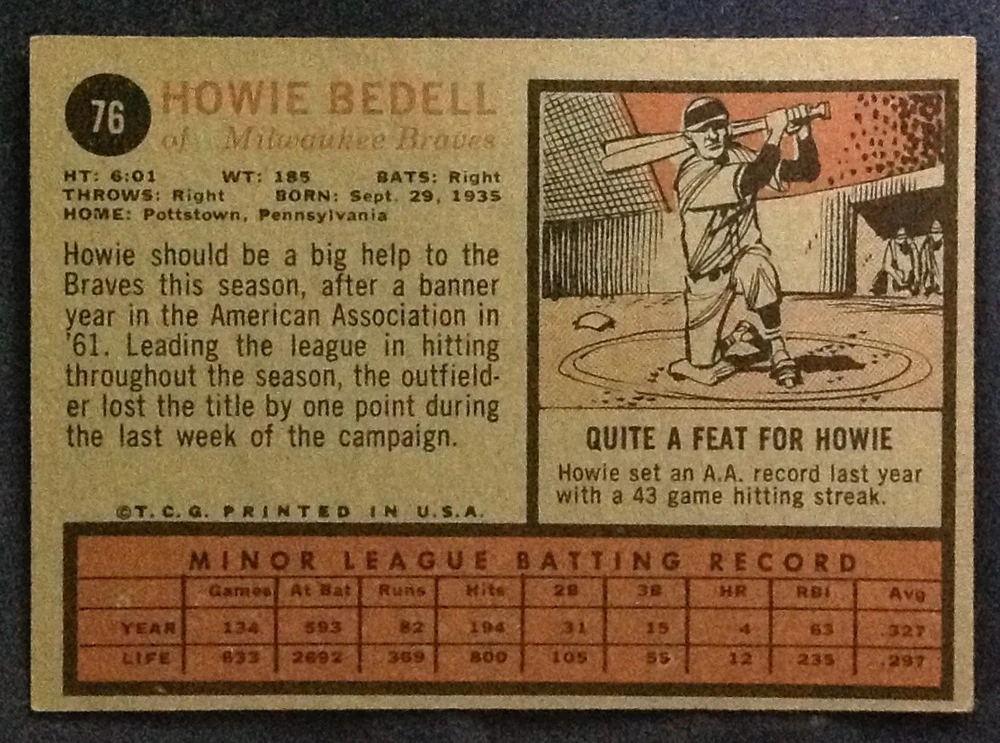 76
HOWIE BEDELL
of Milwaukee Braves
HT: 6:01 WT: 185 BATS: Right
THROWS: Right BORN: Sept. 29, 1935
HOME: Pottstown, Pennsylvania
Howie should be a big help to the
Braves this season, after a banner
year in the American Association in
'61. Leading the league in hitting
throughout the season, the outfield-
er lost the title by one point during
the last week of the campaign.
©T.C.G. PRINTED IN U.S.A.
QUITE A FEAT FOR HOWIE
Howie set an A.A. record last year
with a 43 game hitting streak.
MINOR LEAGUE BATTING RECORD
Games At Bat Runs Hits 2B 3B HR RBI Avg
YEAR 134 593 82 194 31 15 4 63 .327
LIFE 633 2692 369 800 105 55 12 235 .297